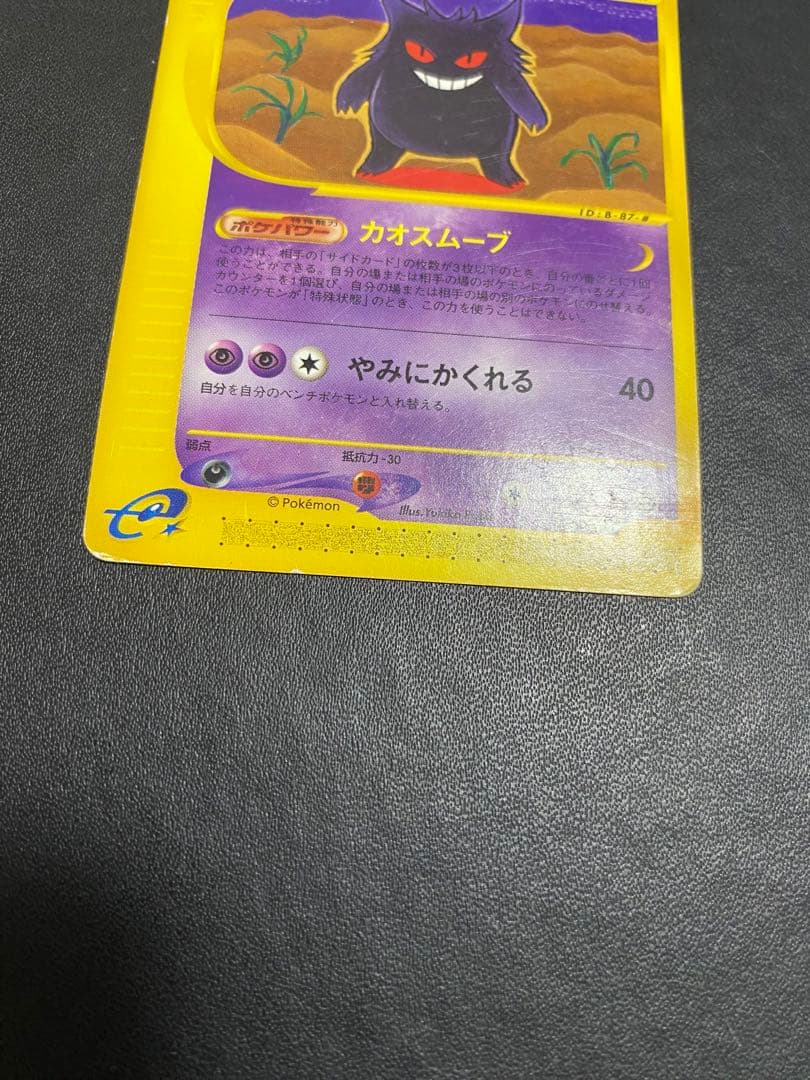 ID:B-87-#
特殊能力
ポケパワー カオスムーブ
この力は、相手の「サイドカード」の枚数が3枚以下のとき、自分の番ごとに1回
使うことができる。自分の場または相手の場のポケモンにのっているダメージ
カウンターを1個選び、自分の場または相手の場の別のポケモンにのせ替える。
このポケモンが「特殊状態」のとき、この力を使うことはできない。
やみにかくれる 40
自分を自分のベンチポケモンと入れ替える。
弱点
抵抗力-30
e
© Pokémon
Illus.